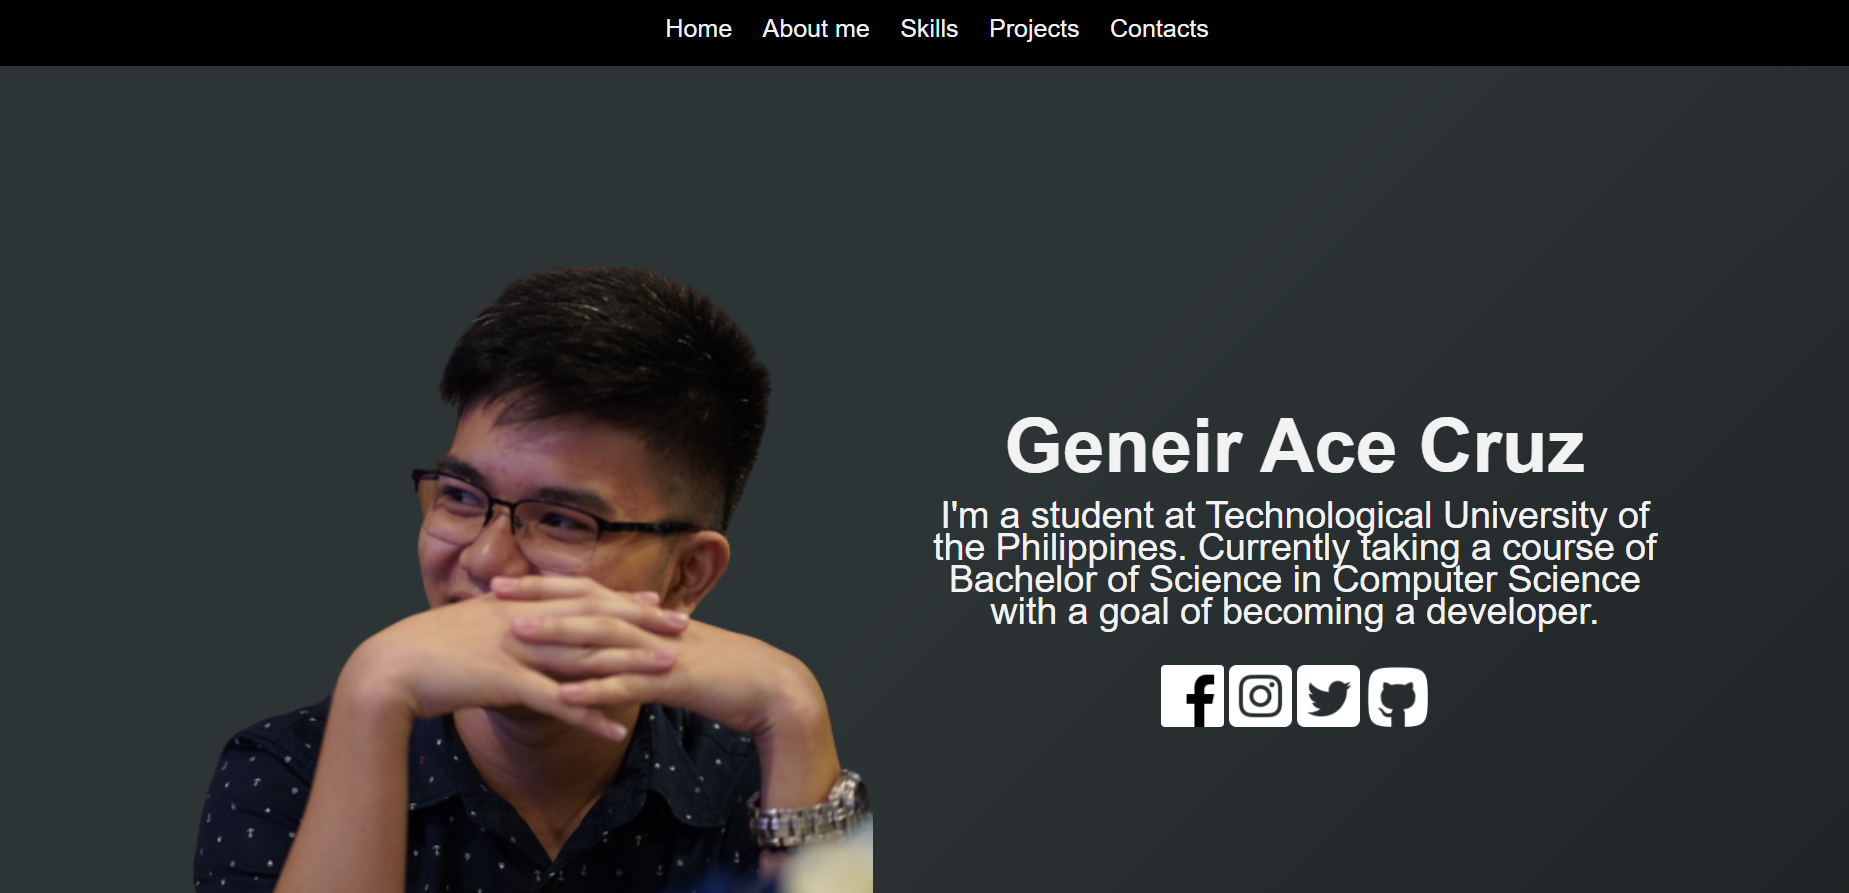 Home About me Skills Projects Contacts
Geneir Ace Cruz
I'm a student at Technological University of
the Philippines. Currently taking a course of
Bachelor of Science in Computer Science
with a goal of becoming a developer.